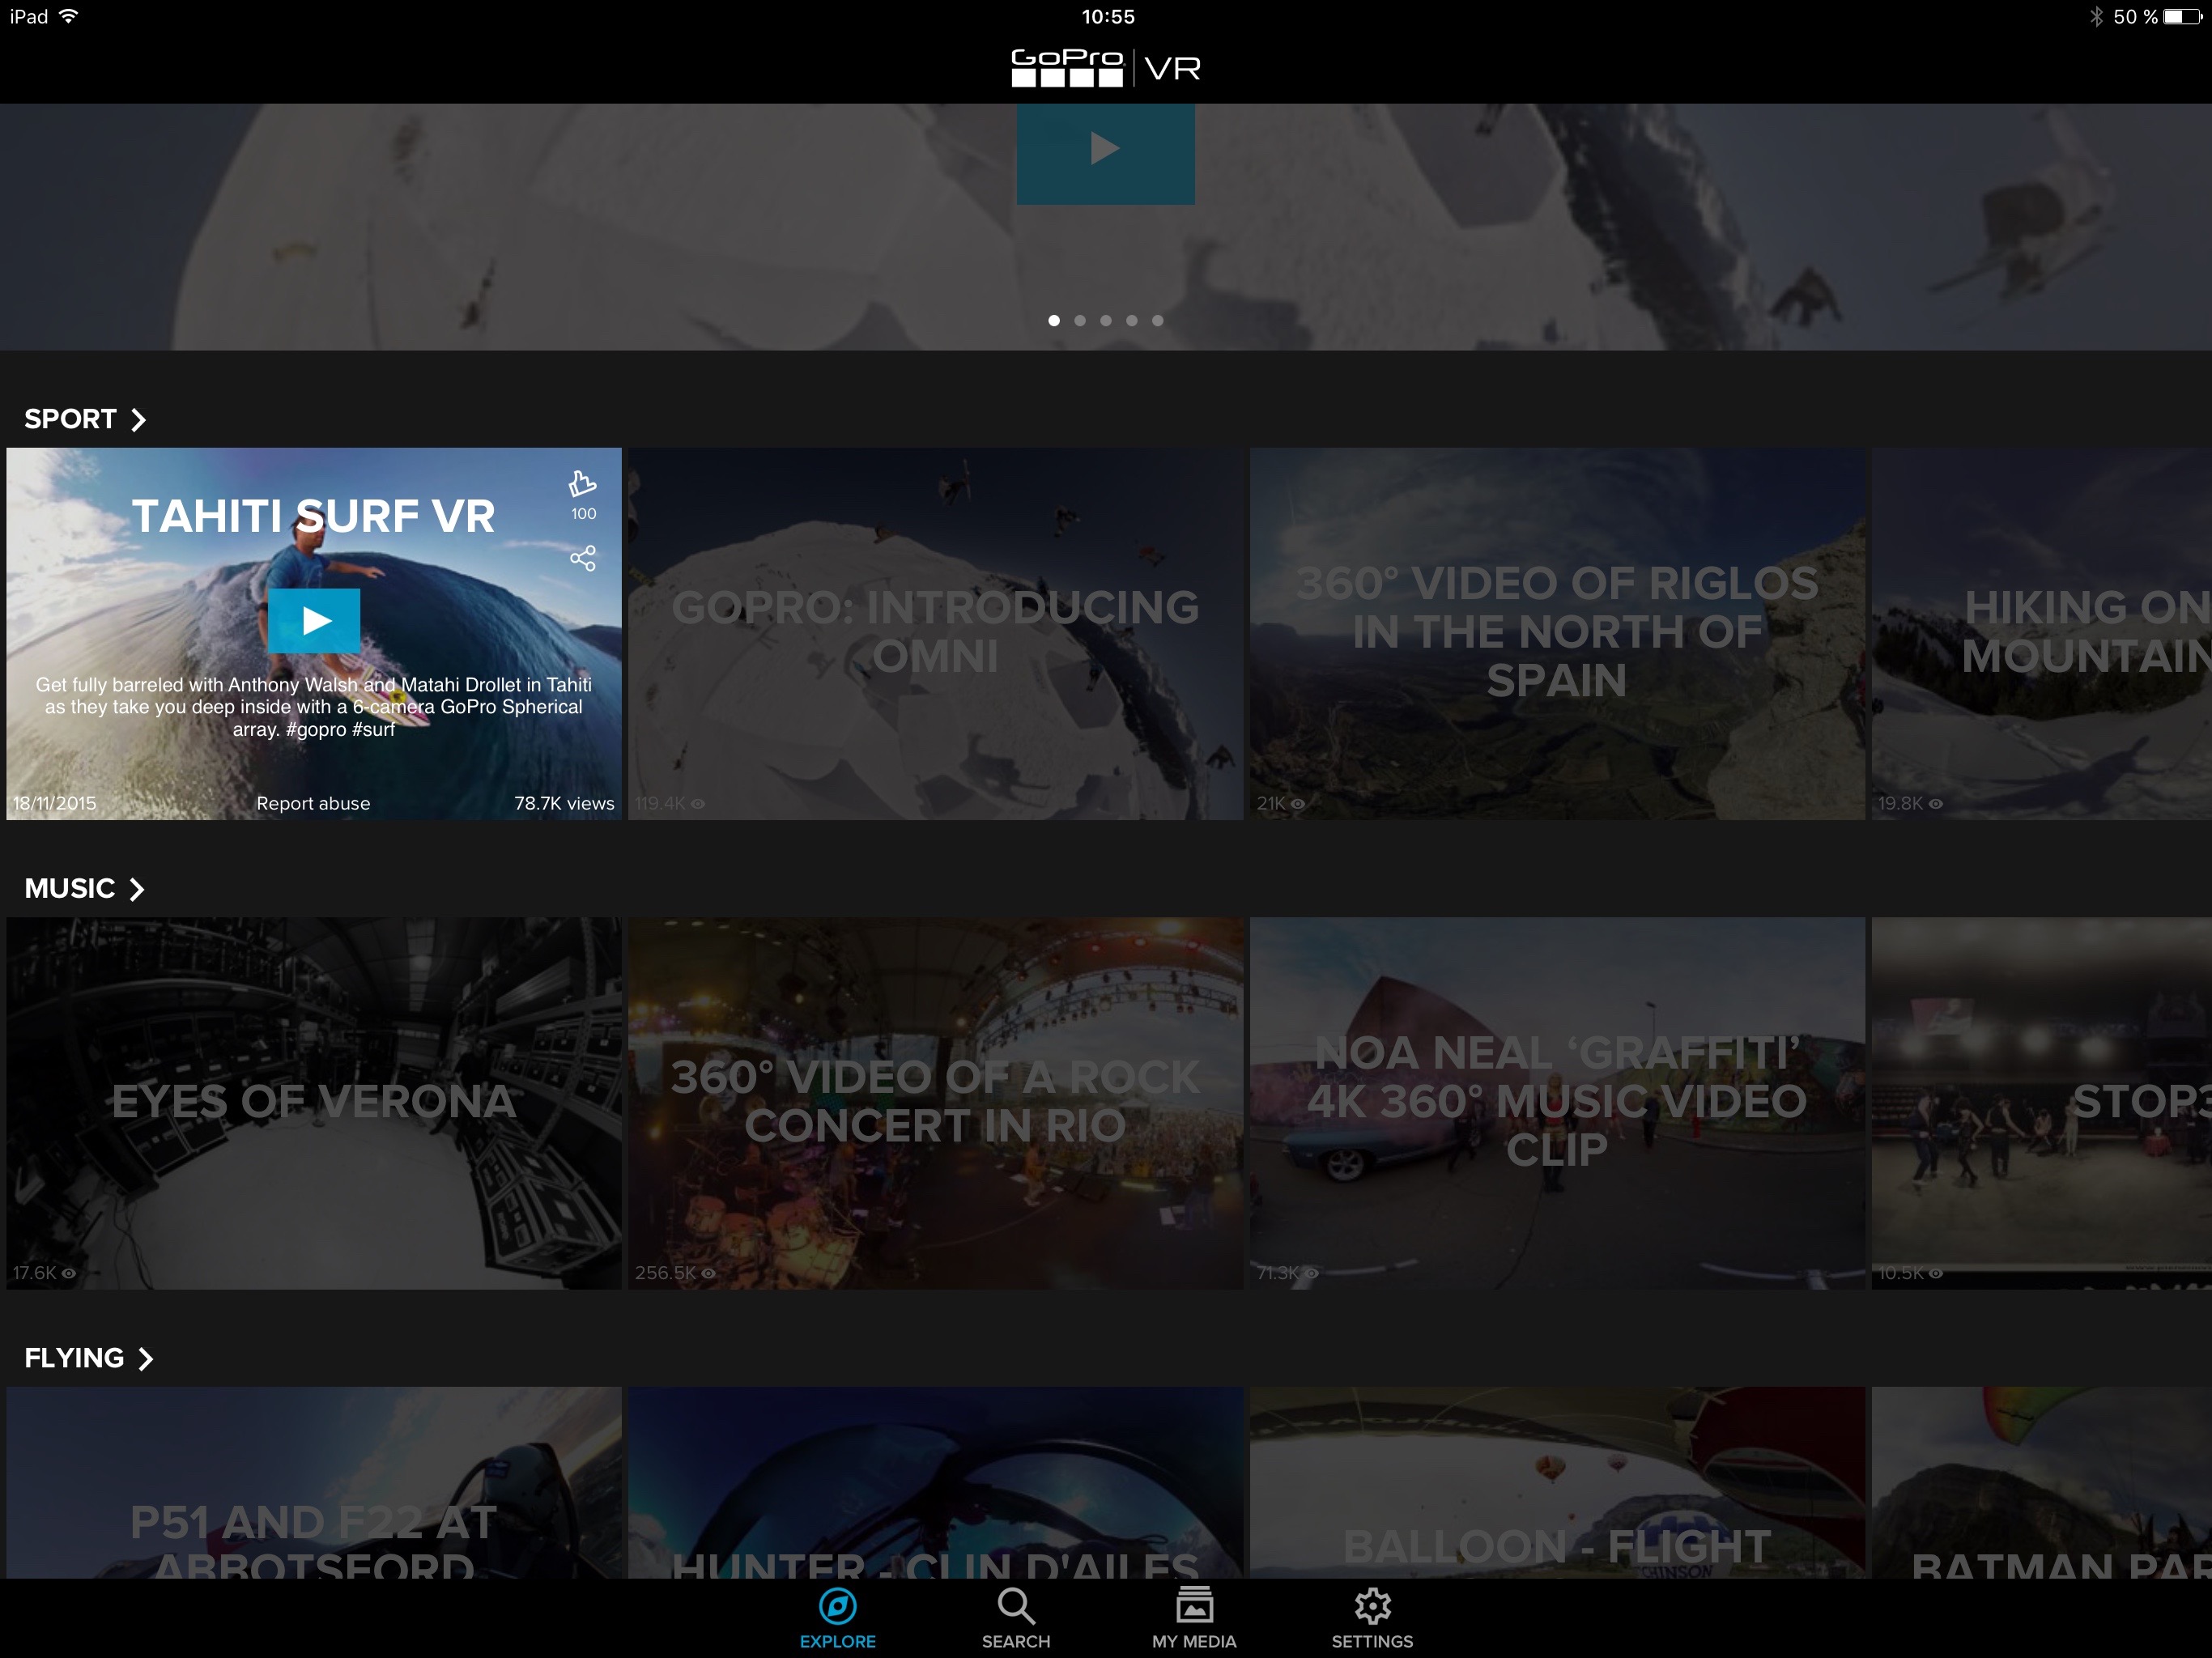 iPad
10:55
50 %
GoPro | VR
SPORT
TAHITI SURF VR
100
Get fully barreled with Anthony Walsh and Matahi Drollet in Tahiti
as they take you deep inside with a 6-camera GoPro Spherical
array. #gopro #surf
18/11/2015
Report abuse
78.7K views
GOPRO: INTRODUCING
OMNI
119.4K
360° VIDEO OF RIGLOS
IN THE NORTH OF
SPAIN
21K
HIKING ON
MOUNTAIN
19.8K
MUSIC
EYES OF VERONA
17.6K
360° VIDEO OF A ROCK
CONCERT IN RIO
256.5K
NOA NEAL ‘GRAFFITI’
4K 360° MUSIC VIDEO
CLIP
71.3K
STOP3
10.5K
FLYING
P51 AND F22 AT
ABBOTSFORD
HUNTER - CLIN D'AILES
BALLOON - FLIGHT
BATMAN PAR
EXPLORE
SEARCH
MY MEDIA
SETTINGS